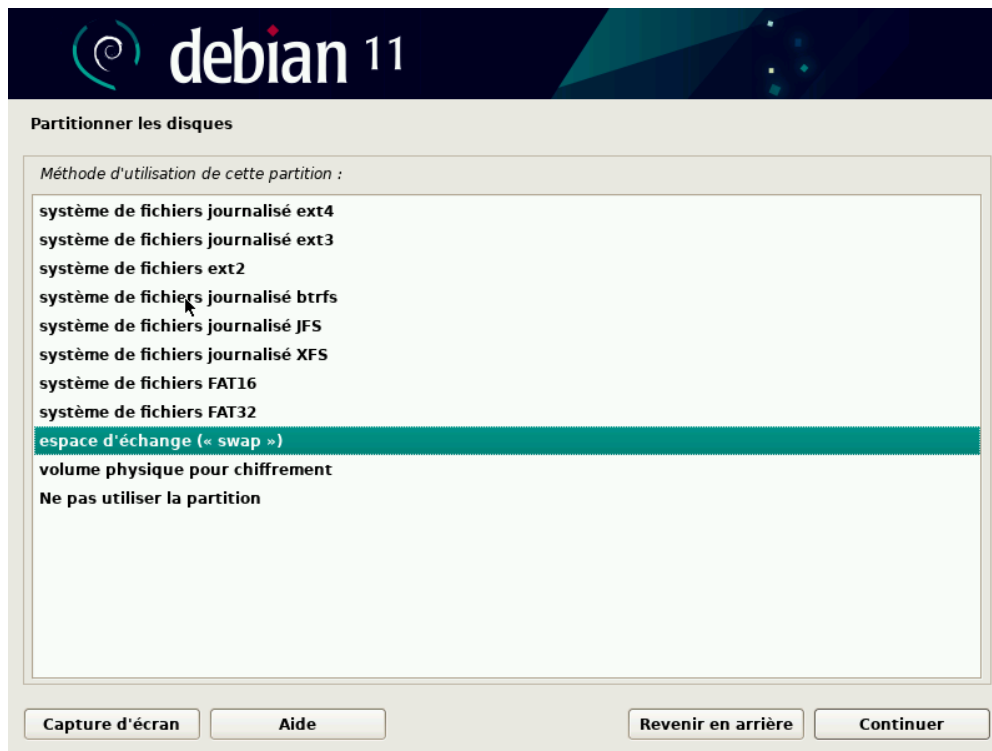 debian 11
Partitionner les disques
Méthode d'utilisation de cette partition :
système de fichiers journalisé ext4
système de fichiers journalisé ext3
système de fichiers ext2
système de fichiers journalisé btrfs
système de fichiers journalisé JFS
système de fichiers journalisé XFS
système de fichiers FAT16
système de fichiers FAT32
espace d'échange (« swap »)
volume physique pour chiffrement
Ne pas utiliser la partition
Capture d'écran Aide Revenir en arrière Continuer